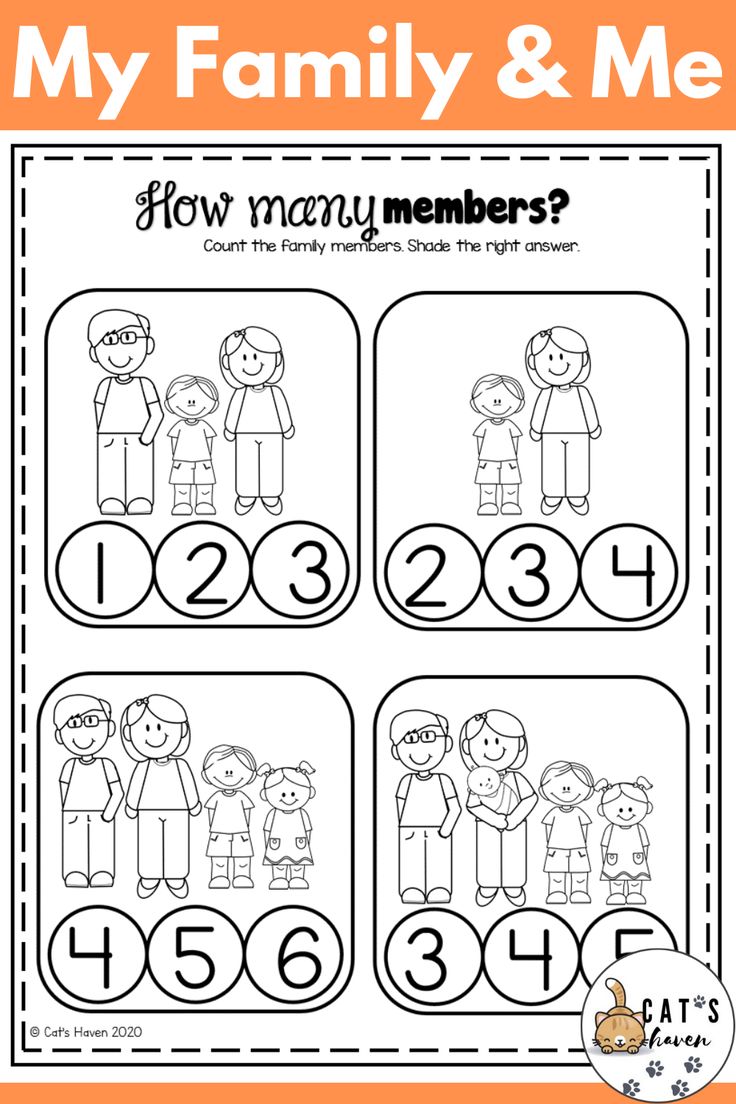 My Family & Me
How many members?
Count the family members. Shade the right answer.
1 2 3
2 3 4
4 5 6
3 4 5
© Cat's Haven 2020
CAT'S
haven